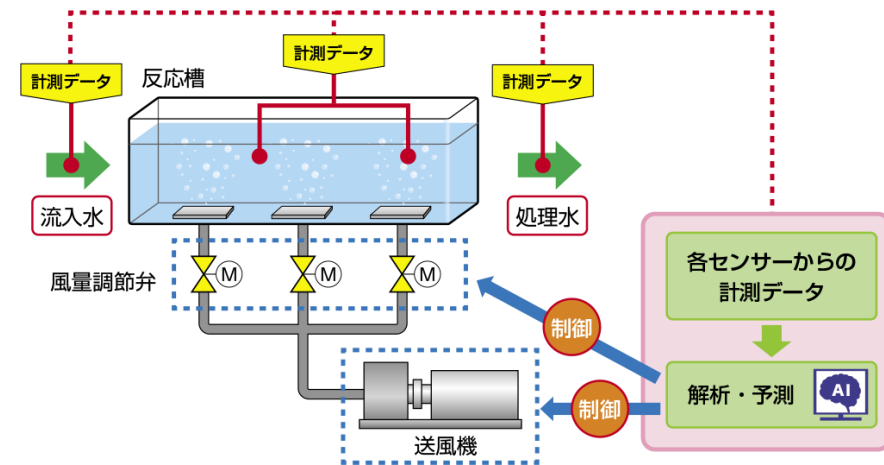 計測データ
計測データ
計測データ
反応槽
流入水
処理水
風量調節弁
M
M
M
各センサーからの
計測データ
制御
解析・予測
AI
制御
送風機